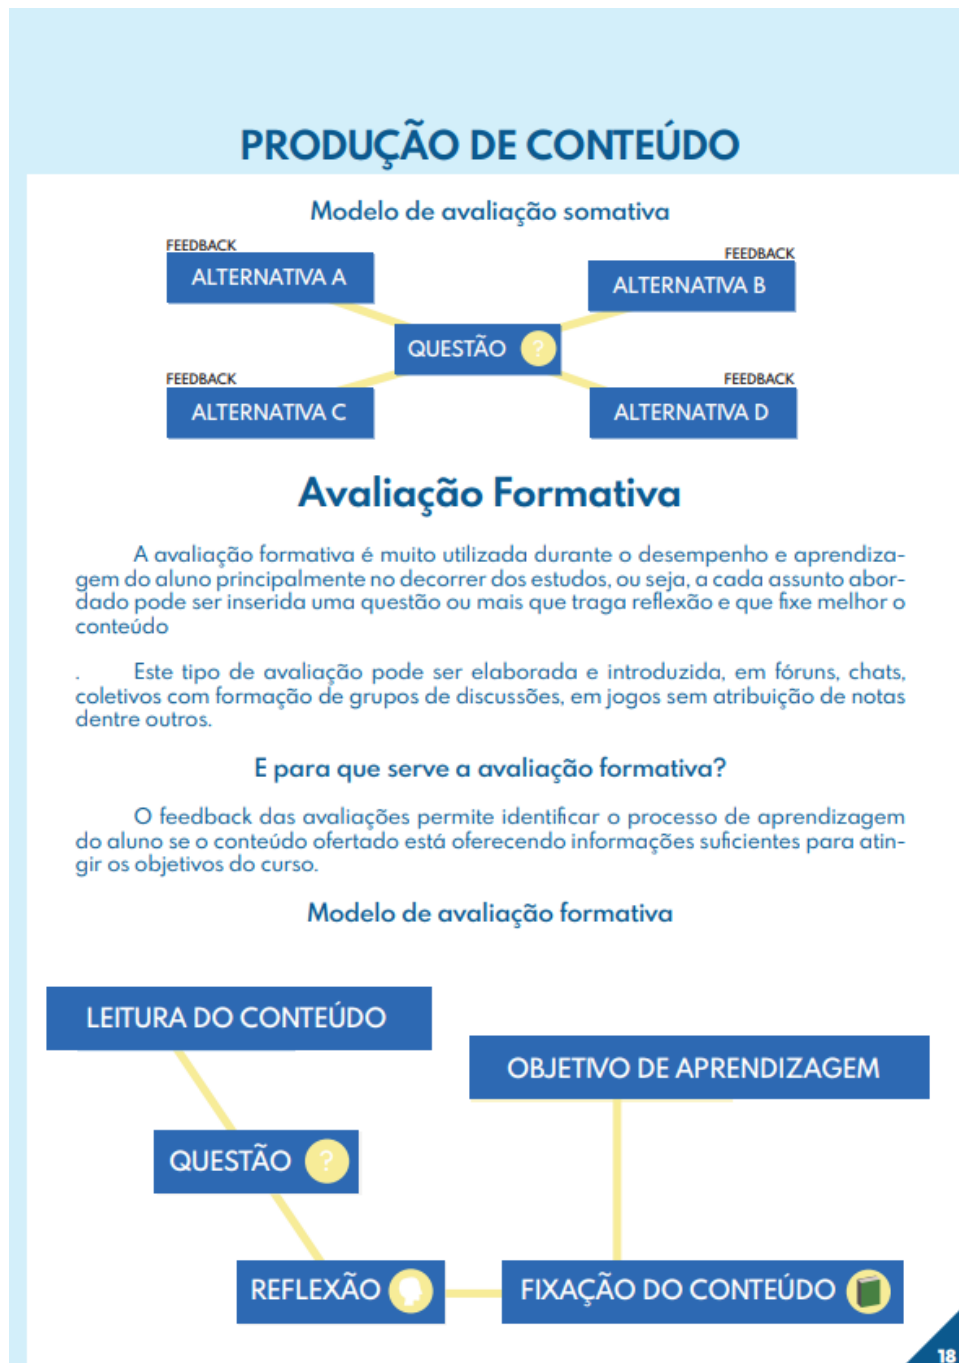 PRODUÇÃO DE CONTEÚDO
Modelo de avaliação somativa
FEEDBACK
ALTERNATIVA A
FEEDBACK
ALTERNATIVA B
QUESTÃO ?
FEEDBACK
ALTERNATIVA C
FEEDBACK
ALTERNATIVA D
Avaliação Formativa
A avaliação formativa é muito utilizada durante o desempenho e aprendiza-
gem do aluno principalmente no decorrer dos estudos, ou seja, a cada assunto abor-
dado pode ser inserida uma questão ou mais que traga reflexão e que fixe melhor o
conteúdo
. Este tipo de avaliação pode ser elaborada e introduzida, em fóruns, chats,
coletivos com formação de grupos de discussões, em jogos sem atribuição de notas
dentre outros.
E para que serve a avaliação formativa?
O feedback das avaliações permite identificar o processo de aprendizagem
do aluno se o conteúdo ofertado está oferecendo informações suficientes para atin-
gir os objetivos do curso.
Modelo de avaliação formativa
LEITURA DO CONTEÚDO
OBJETIVO DE APRENDIZAGEM
QUESTÃO ?
REFLEXÃO
FIXAÇÃO DO CONTEÚDO
18